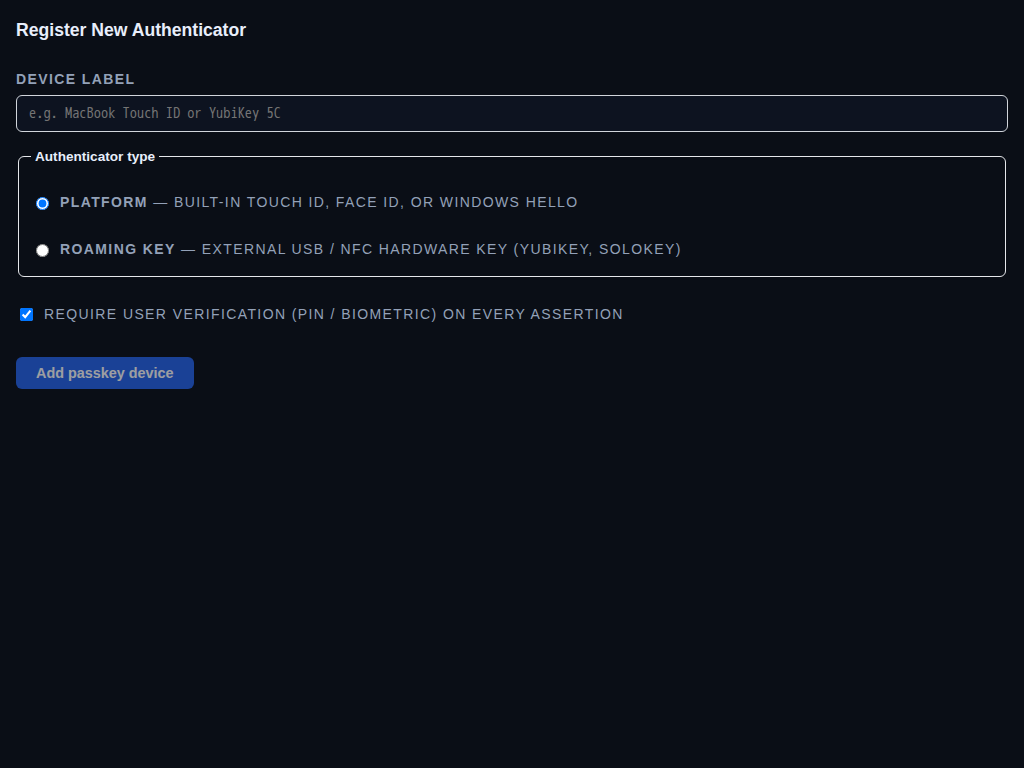 Register New Authenticator
DEVICE LABEL
e.g. MacBook Touch ID or YubiKey 5C
Authenticator type
PLATFORM — BUILT-IN TOUCH ID, FACE ID, OR WINDOWS HELLO
ROAMING KEY — EXTERNAL USB / NFC HARDWARE KEY (YUBIKEY, SOLOKEY)
REQUIRE USER VERIFICATION (PIN / BIOMETRIC) ON EVERY ASSERTION
Add passkey device